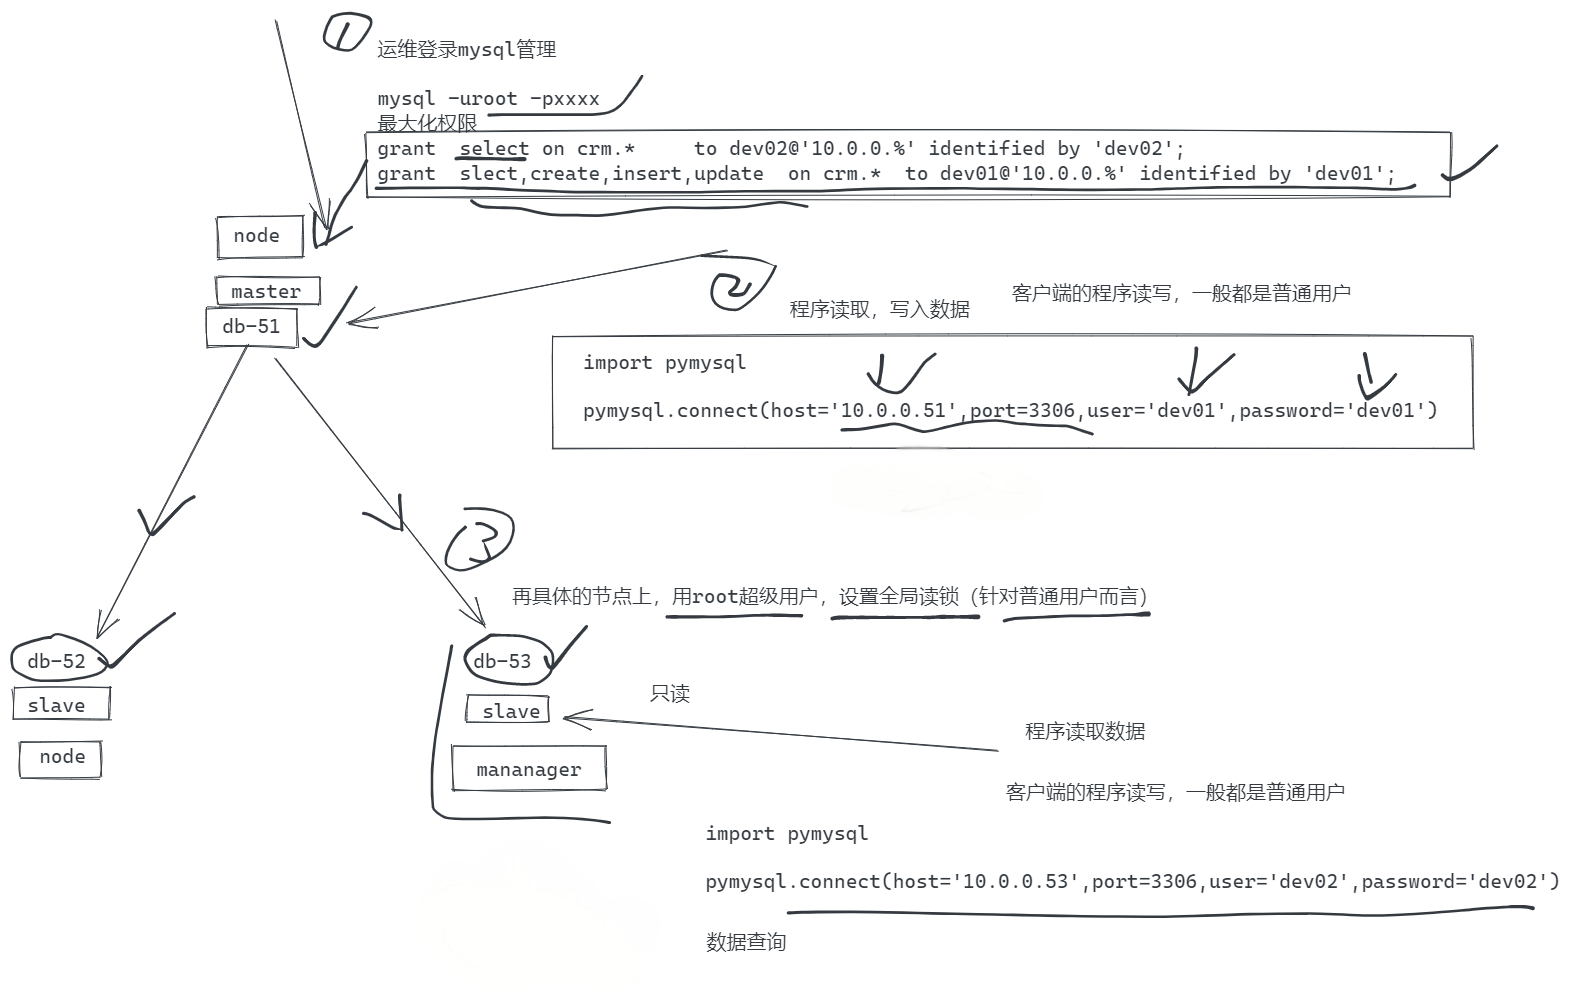 1
运维登录mysql管理
mysql -uroot -pxxxx
最大化权限
grant  select on crm.*     to dev02@'10.0.0.%' identified by 'dev02';
grant  slect,create,insert,update  on crm.*  to dev01@'10.0.0.%' identified by 'dev01';
node
master
db-51
2
程序读取，写入数据
客户端的程序读写，一般都是普通用户
import pymysql
pymysql.connect(host='10.0.0.51',port=3306,user='dev01',password='dev01')
3
再具体的节点上，用root超级用户，设置全局读锁（针对普通用户而言）
db-52
slave
node
db-53
slave
mananager
只读
程序读取数据
客户端的程序读写，一般都是普通用户
import pymysql
pymysql.connect(host='10.0.0.53',port=3306,user='dev02',password='dev02')
数据查询